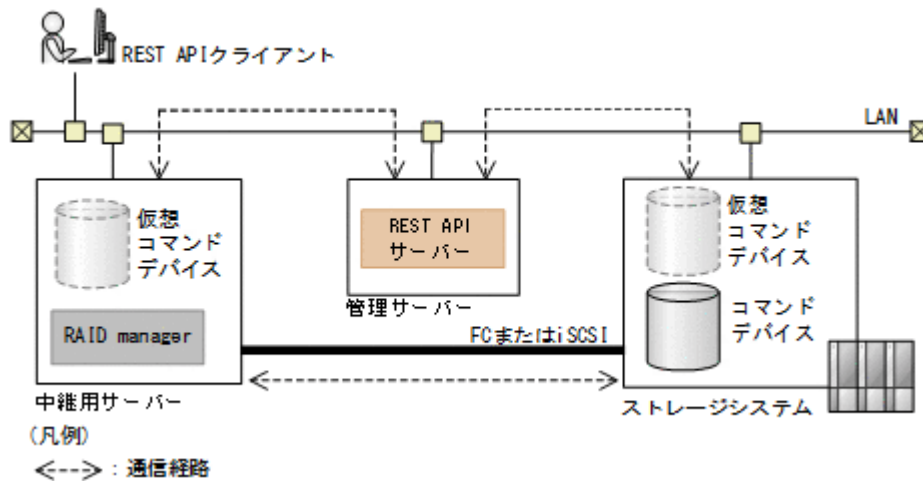 REST APIクライアント
LAN
仮想
コマンド
デバイス
RAID manager
中継用サーバー
REST API
サーバー
管理サーバー
FCまたはiSCSI
仮想
コマンド
デバイス
コマンド
デバイス
ストレージシステム
(凡例)
：通信経路